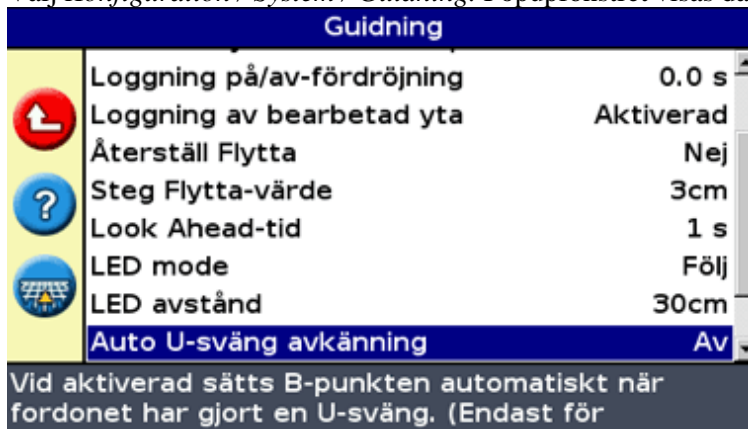 Guidning
Loggning på/av-fördröjning 0.0 s
Loggning av bearbetad yta Aktiverad
Återställ Flytta Nej
Steg Flytta-värde 3cm
Look Ahead-tid 1 s
LED mode Följ
LED avstånd 30cm
Auto U-sväng avkänning Av
Vid aktiverad sätts B-punkten automatiskt när
fordonet har gjort en U-sväng. (Endast för